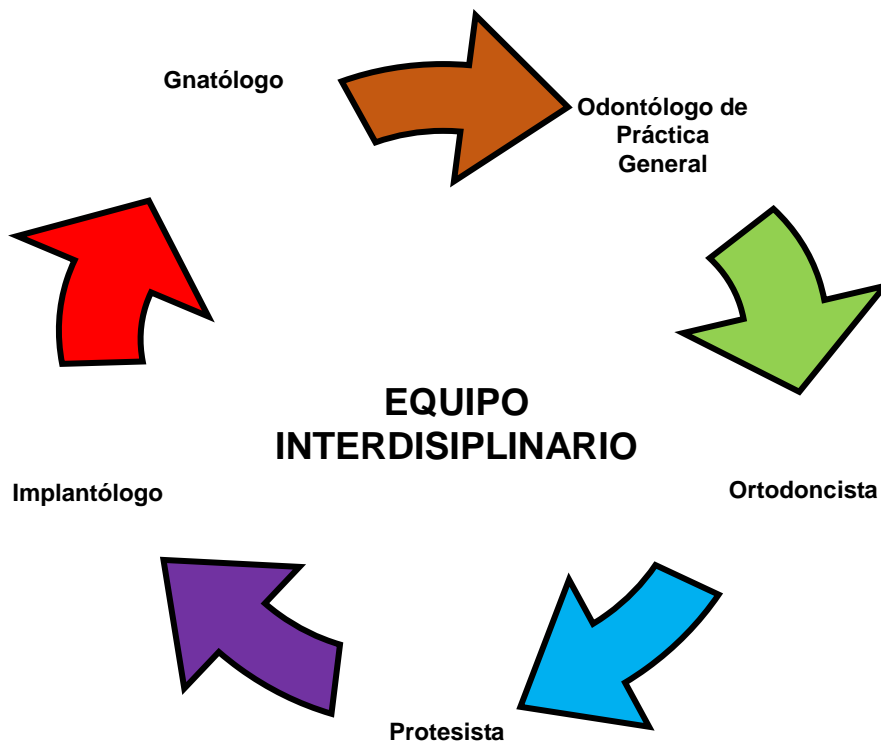 Gnatólogo
Odontólogo de
Práctica
General
EQUIPO
INTERDISIPLINARIO
Implantólogo
Ortodoncista
Protesista